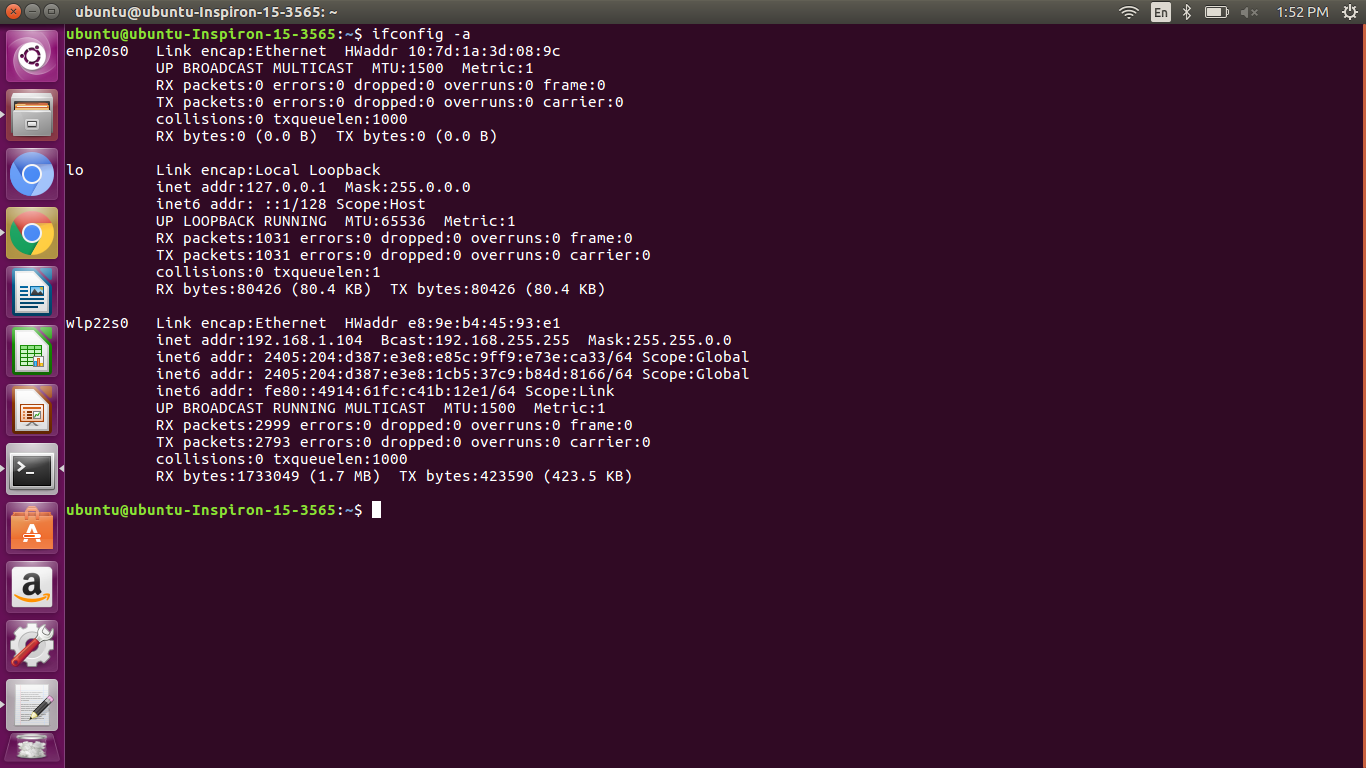 ubuntu@ubuntu-Inspiron-15-3565: ~
En
1:52 PM
ubuntu@ubuntu-Inspiron-15-3565:~$ ifconfig -a
enp20s0   Link encap:Ethernet  HWaddr 10:7d:1a:3d:08:9c
          UP BROADCAST MULTICAST  MTU:1500  Metric:1
          RX packets:0 errors:0 dropped:0 overruns:0 frame:0
          TX packets:0 errors:0 dropped:0 overruns:0 carrier:0
          collisions:0 txqueuelen:1000
          RX bytes:0 (0.0 B)  TX bytes:0 (0.0 B)

lo        Link encap:Local Loopback
          inet addr:127.0.0.1  Mask:255.0.0.0
          inet6 addr: ::1/128 Scope:Host
          UP LOOPBACK RUNNING  MTU:65536  Metric:1
          RX packets:1031 errors:0 dropped:0 overruns:0 frame:0
          TX packets:1031 errors:0 dropped:0 overruns:0 carrier:0
          collisions:0 txqueuelen:1
          RX bytes:80426 (80.4 KB)  TX bytes:80426 (80.4 KB)

wlp22s0   Link encap:Ethernet  HWaddr e8:9e:b4:45:93:e1
          inet addr:192.168.1.104  Bcast:192.168.255.255  Mask:255.255.0.0
          inet6 addr: 2405:204:d387:e3e8:e85c:9ff9:e73e:ca33/64 Scope:Global
          inet6 addr: 2405:204:d387:e3e8:1cb5:37c9:b84d:8166/64 Scope:Global
          inet6 addr: fe80::4914:61fc:c41b:12e1/64 Scope:Link
          UP BROADCAST RUNNING MULTICAST  MTU:1500  Metric:1
          RX packets:2999 errors:0 dropped:0 overruns:0 frame:0
          TX packets:2793 errors:0 dropped:0 overruns:0 carrier:0
          collisions:0 txqueuelen:1000
          RX bytes:1733049 (1.7 MB)  TX bytes:423590 (423.5 KB)

ubuntu@ubuntu-Inspiron-15-3565:~$